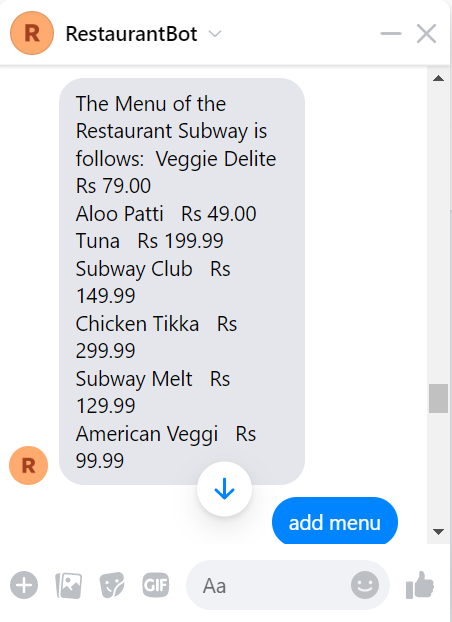 R RestaurantBot
The Menu of the
Restaurant Subway is
follows:  Veggie Delite
Rs 79.00
Aloo Patti   Rs 49.00
Tuna   Rs 199.99
Subway Club   Rs
149.99
Chicken Tikka   Rs
299.99
Subway Melt   Rs
129.99
American Veggi   Rs
99.99
R
add menu
GIF Aa